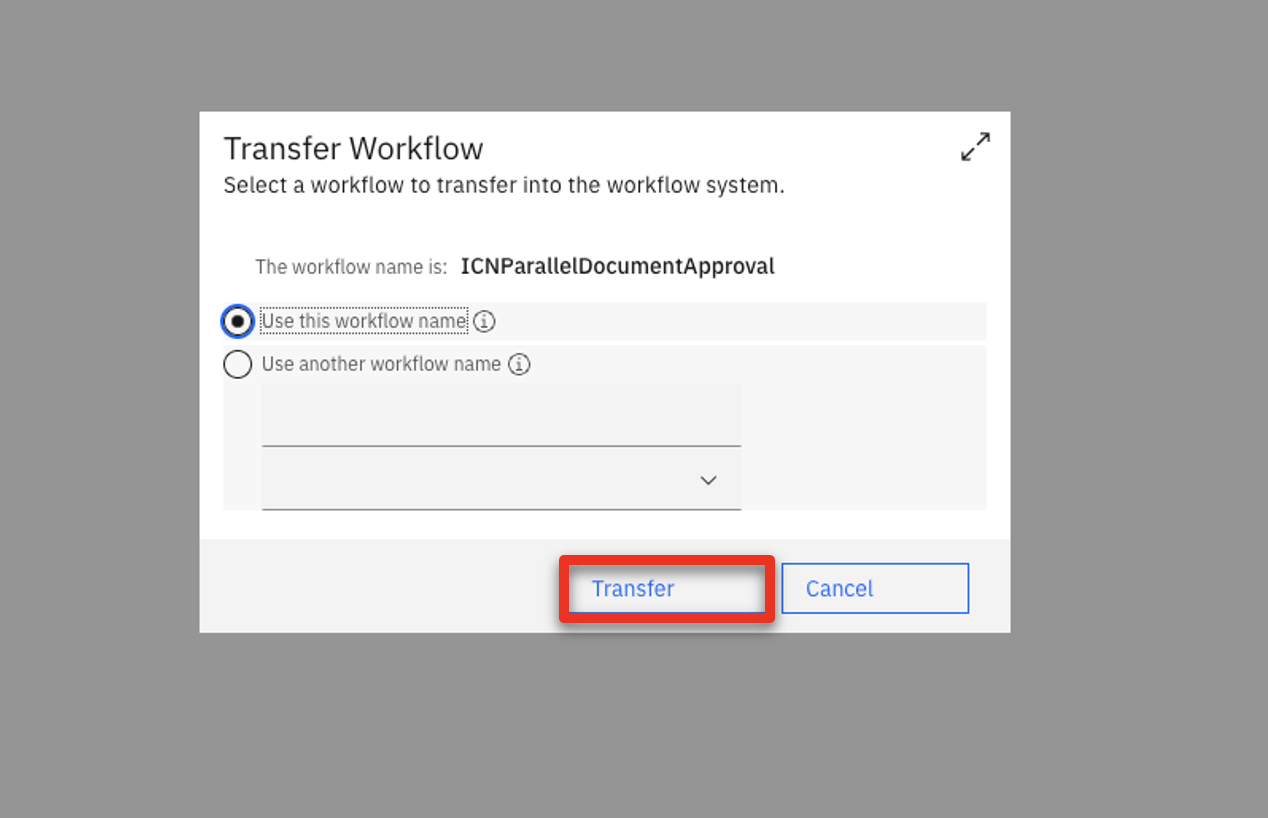 Transfer Workflow
Select a workflow to transfer into the workflow system.
The workflow name is: ICNParallelDocumentApproval
Use this workflow name
Use another workflow name
Transfer
Cancel